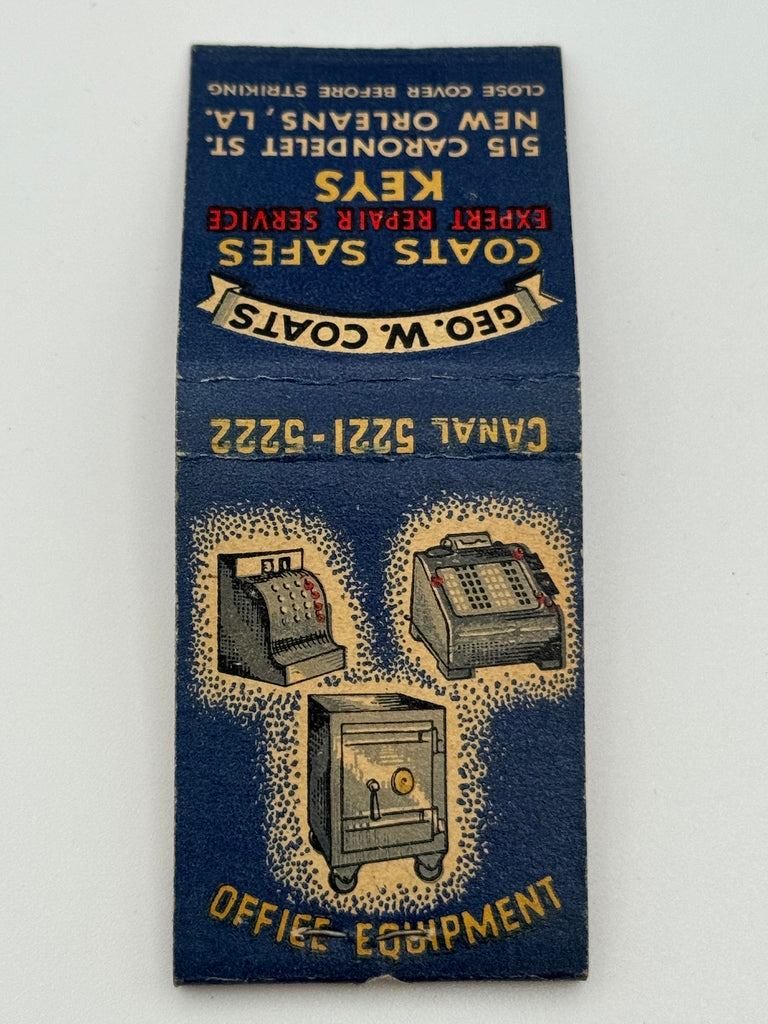 GEO. W. COATS
COATS SAFES
EXPERT REPAIR SERVICE
KEYS
515 CARONDELET ST.
NEW ORLEANS, LA.
CLOSE COVER BEFORE STRIKING
CANAL 5221-5222
OFFICE EQUIPMENT